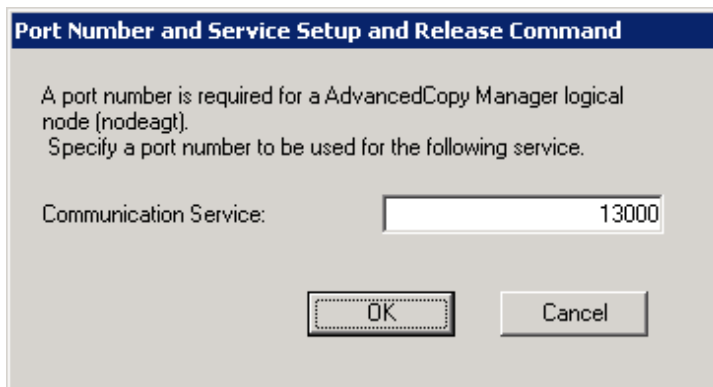 Port Number and Service Setup and Release Command
A port number is required for a AdvancedCopy Manager logical
node (nodeagt).
Specify a port number to be used for the following service.
Communication Service:
13000
OK
Cancel